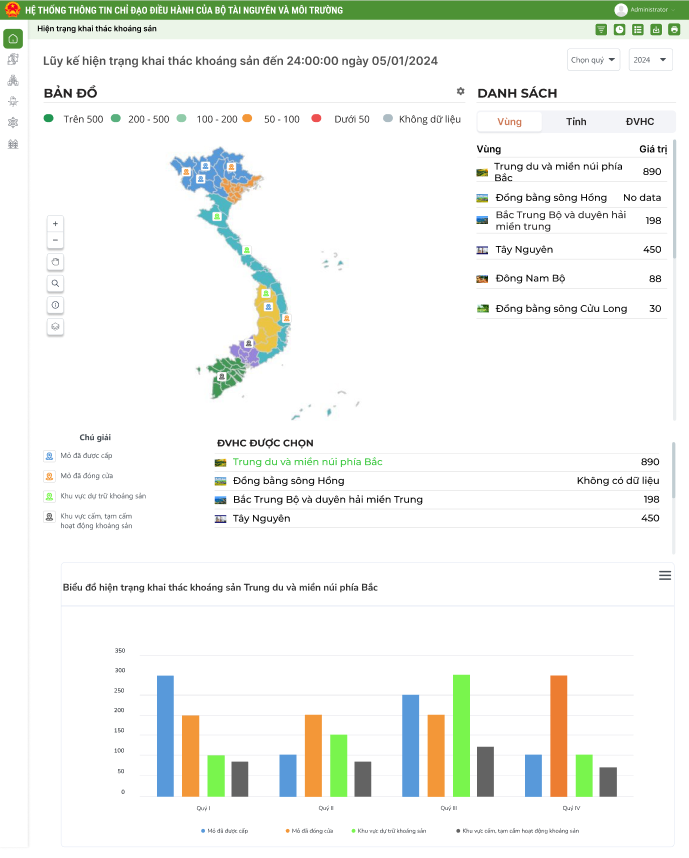 HỆ THỐNG THÔNG TIN CHỈ ĐẠO ĐIỀU HÀNH CỦA BỘ TÀI NGUYÊN VÀ MÔI TRƯỜNG
Administrator
Hiện trạng khai thác khoáng sản
Lũy kế hiện trạng khai thác khoáng sản đến 24:00:00 ngày 05/01/2024
Chọn quý
2024
BẢN ĐỒ
Trên 500
200 - 500
100 - 200
50 - 100
Dưới 50
Không dữ liệu
DANH SÁCH
Vùng
Tỉnh
ĐVHC
Vùng Giá trị
Trung du và miền núi phía
Bắc
890
Đồng bằng sông Hồng No data
Bắc Trung Bộ và duyên hải
miền trung
198
Tây Nguyên 450
Đông Nam Bộ 88
Đồng bằng sông Cửu Long 30
Chú giải
Mỏ đã được cấp
Mỏ đã đóng cửa
Khu vực dự trữ khoáng sản
Khu vực cấm, tạm cấm
hoạt động khoáng sản
ĐVHC ĐƯỢC CHỌN
Trung du và miền núi phía Bắc 890
Đồng bằng sông Hồng Không có dữ liệu
Bắc Trung Bộ và duyên hải miền Trung 198
Tây Nguyên 450
Biểu đồ hiện trạng khai thác khoáng sản Trung du và miền núi phía Bắc
350
300
250
200
150
100
50
0
Quý I
Quý II
Quý III
Quý IV
Mỏ đã được cấp
Mỏ đã đóng cửa
Khu vực dự trữ khoáng sản
Khu vực cấm, tạm cấm hoạt động khoáng sản